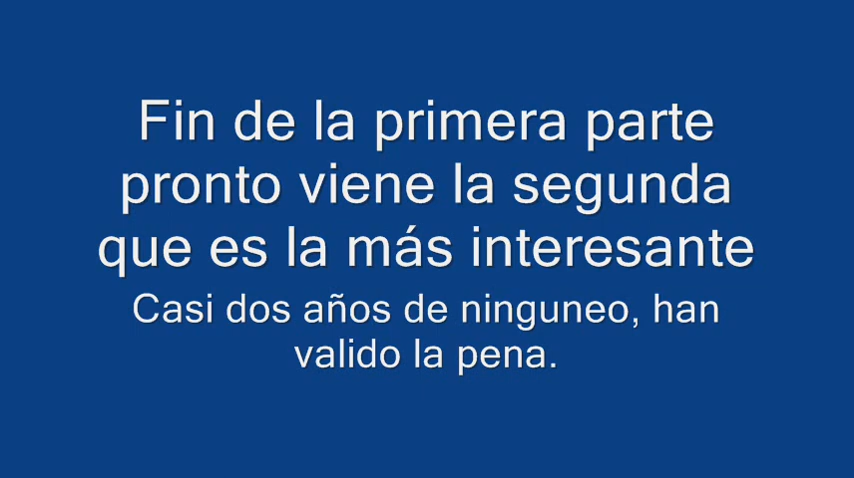 Fin de la primera parte
pronto viene la segunda
que es la más interesante
Casi dos años de ninguneo, han
valido la pena.